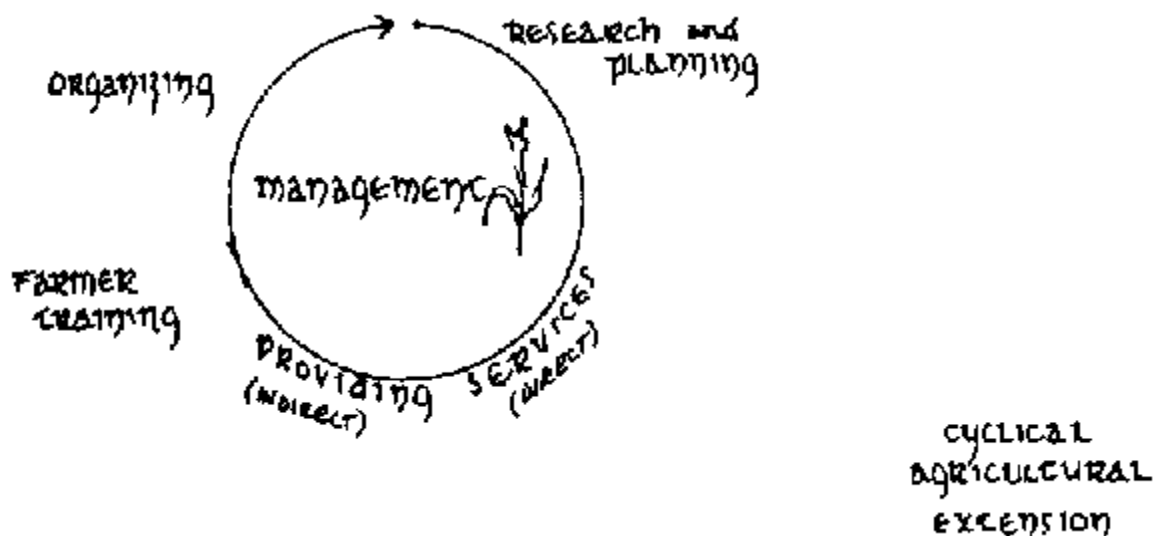 Research and
planning
organizing
management
Farmer
training
PROVIDING SERVICES
(INDIRECT) (DIRECT)
cyclical
agricultural
extension